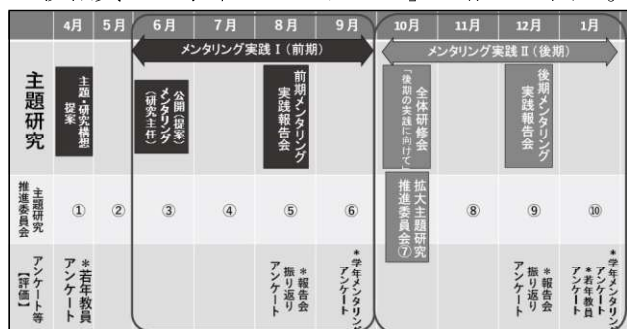 4月 5月 6月 7月 8月 9月 10月 11月 12月 1月
メンタリング実践Ⅰ(前期)
メンタリング実践Ⅱ(後期)
主題研究
主題・研究構想
提案
公開(提案)
メンタリング
(研究主任)
前期メンタリング
実践報告会
全体研修会
「後期の実践に向けて」
後期メンタリング
実践報告会
主題研究
推進委員会
① ② ③ ④ ⑤ ⑥
拡大主題研究
推進委員会⑦
⑧ ⑨ ⑩
アンケート等
【評価】
*若年教員
アンケート
*報告会
振り返り
アンケート
*学年メンタリング
アンケート
*報告会
振り返り
アンケート
*学年メンタリング
アンケート
*若年教員
アンケート